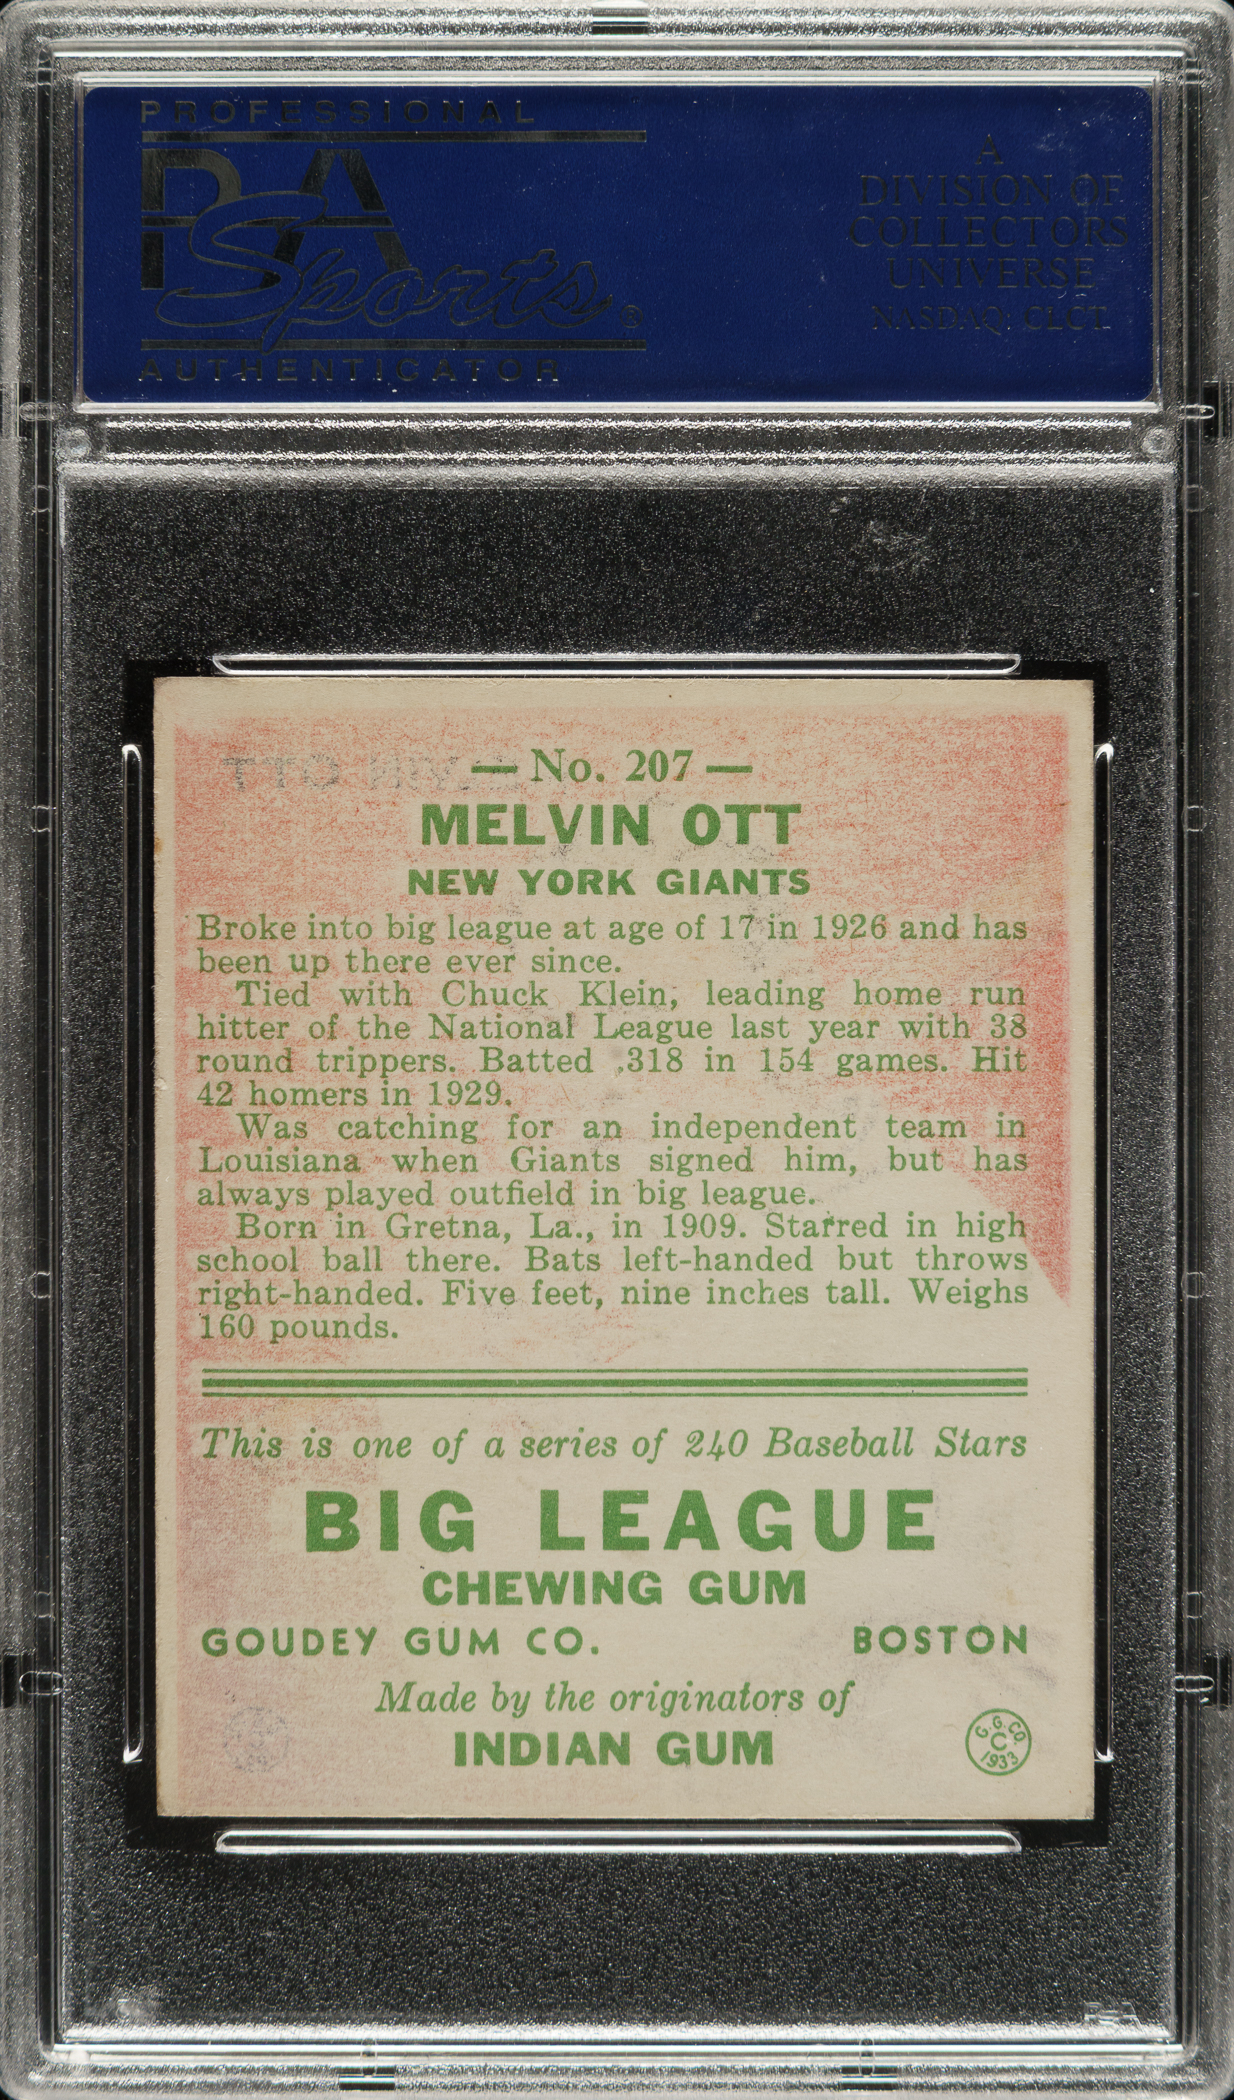 PROFESSIONAL
PSA
Sports®
AUTHENTICATOR
A
DIVISION OF
COLLECTORS
UNIVERSE
NASDAQ: CLCT
— No. 207 —
MELVIN OTT
NEW YORK GIANTS
Broke into big league at age of 17 in 1926 and has
been up there ever since.
Tied with Chuck Klein, leading home run
hitter of the National League last year with 38
round trippers. Batted .318 in 154 games. Hit
42 homers in 1929.
Was catching for an independent team in
Louisiana when Giants signed him, but has
always played outfield in big league.
Born in Gretna, La., in 1909. Starred in high
school ball there. Bats left-handed but throws
right-handed. Five feet, nine inches tall. Weighs
160 pounds.
This is one of a series of 240 Baseball Stars
BIG LEAGUE
CHEWING GUM
GOUDEY GUM CO. BOSTON
Made by the originators of
INDIAN GUM
G.G.CO.
C
1933
PSA